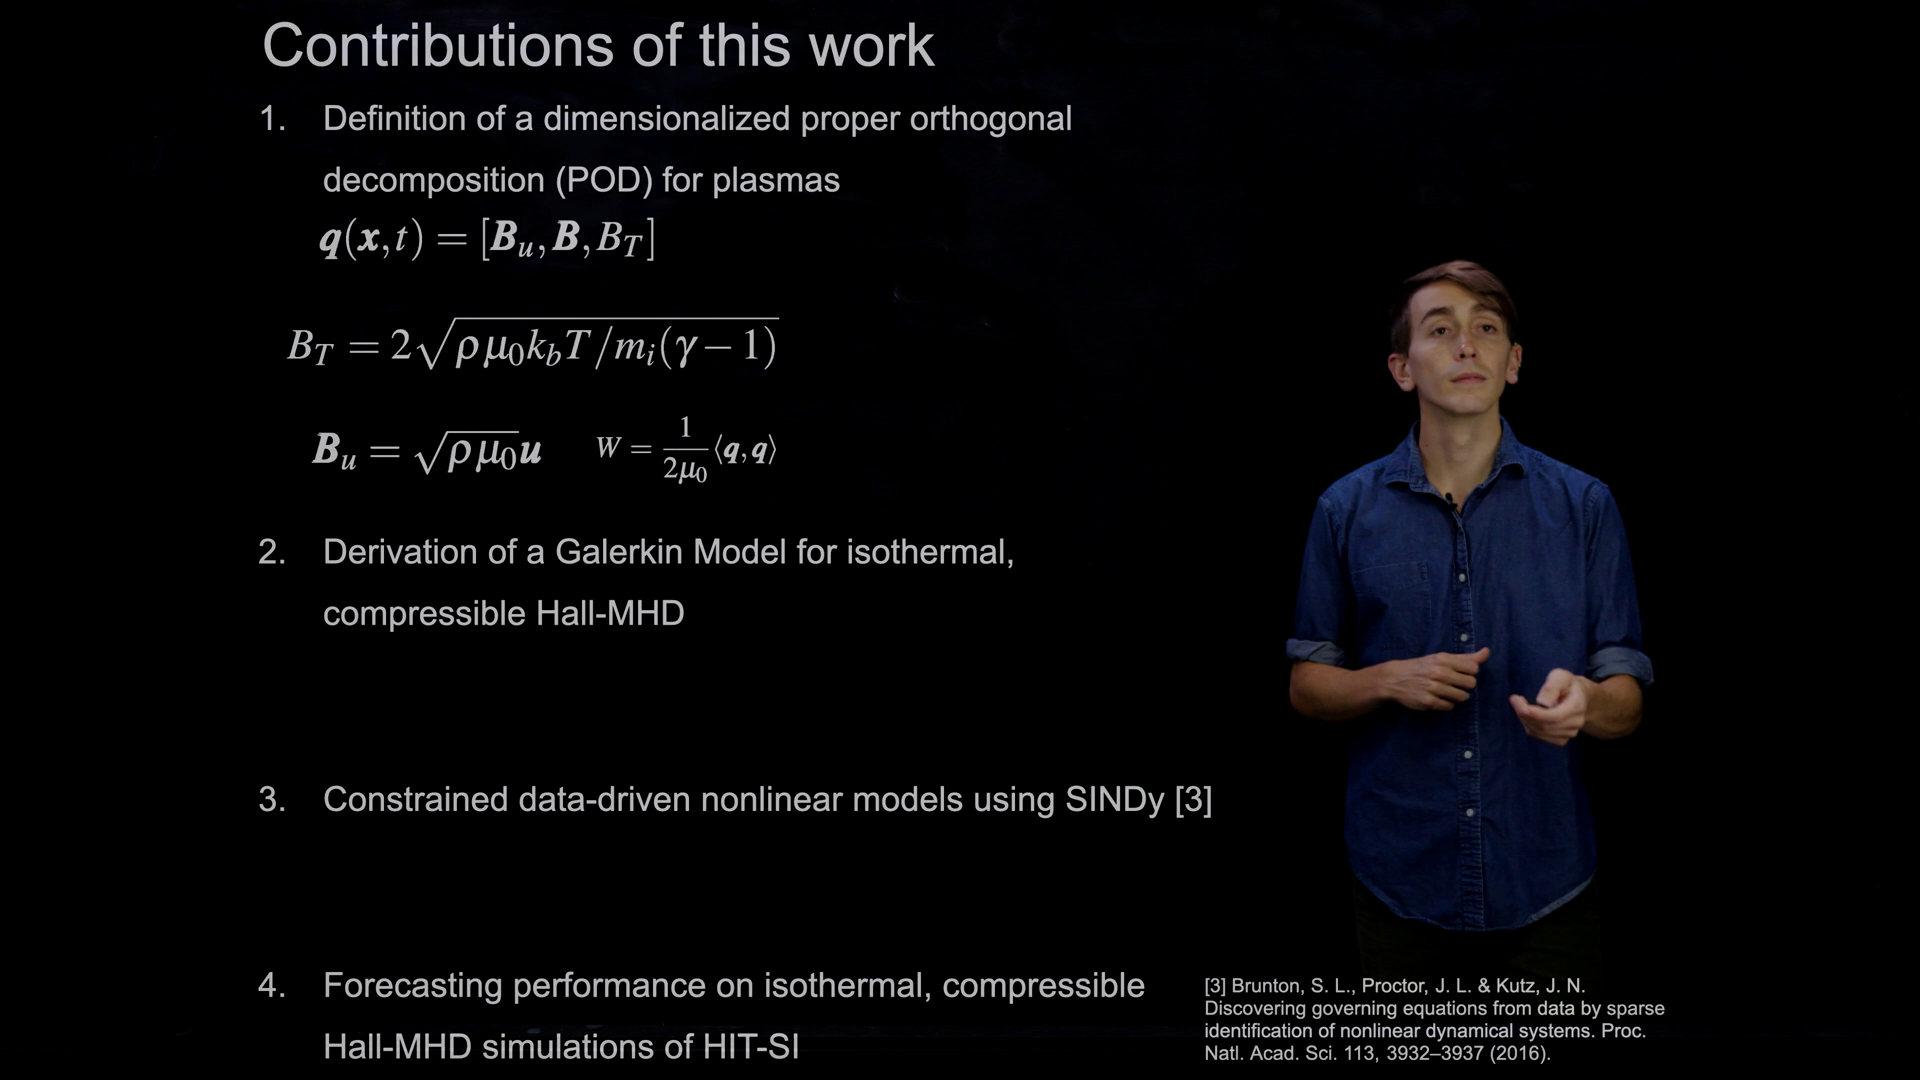 Contributions of this work
1. Definition of a dimensionalized proper orthogonal
decomposition (POD) for plasmas
q(x,t) = [B_u, B, B_T]
B_T = 2√(ρμ₀k_bT/m_i(γ − 1))
B_u = √(ρμ₀)u W = 1/(2μ₀)⟨q,q⟩
2. Derivation of a Galerkin Model for isothermal,
compressible Hall-MHD
3. Constrained data-driven nonlinear models using SINDy [3]
4. Forecasting performance on isothermal, compressible
Hall-MHD simulations of HIT-SI
[3] Brunton, S. L., Proctor, J. L. & Kutz, J. N.
Discovering governing equations from data by sparse
identification of nonlinear dynamical systems. Proc.
Natl. Acad. Sci. 113, 3932–3937 (2016).